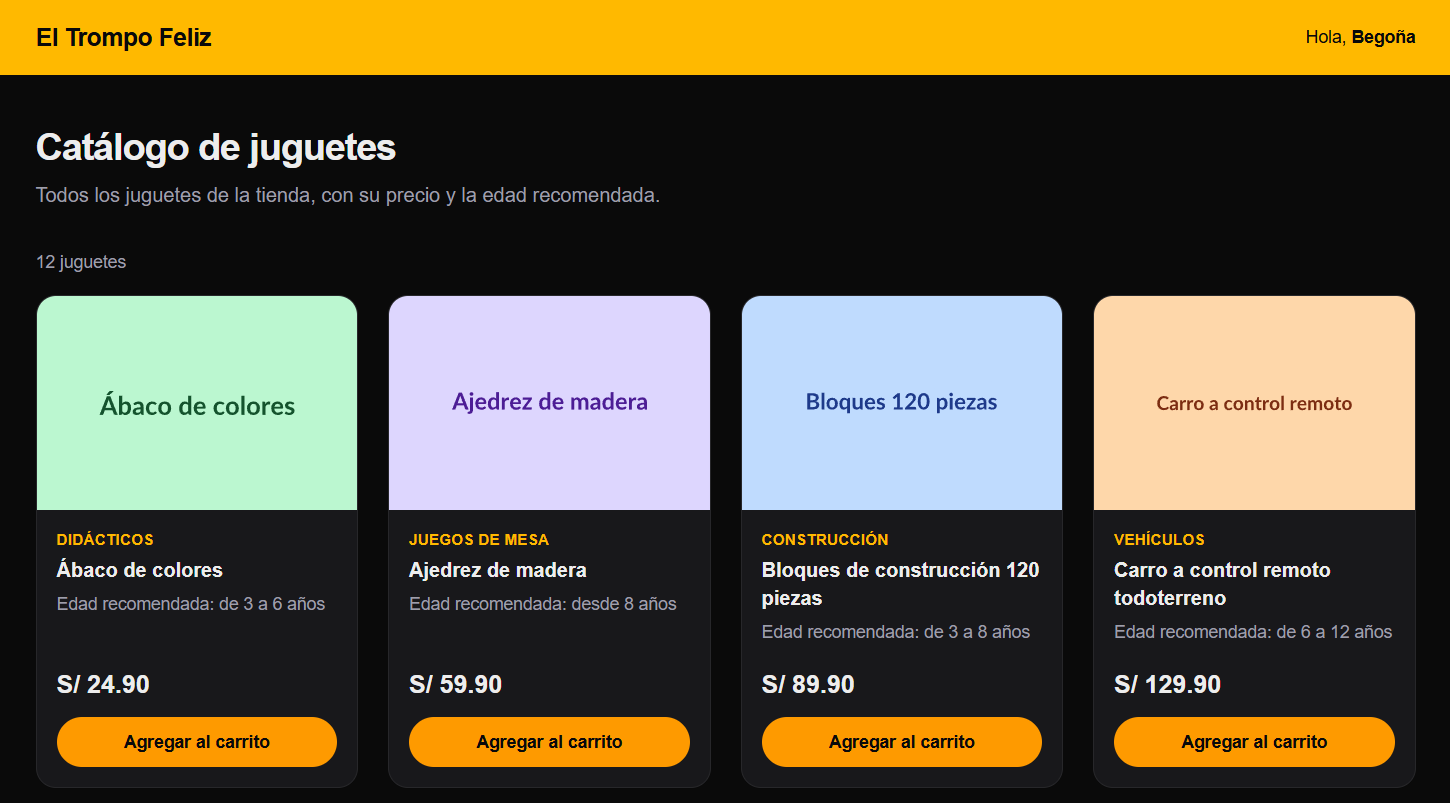 El Trompo Feliz
Hola, Begoña
Catálogo de juguetes
Todos los juguetes de la tienda, con su precio y la edad recomendada.
12 juguetes
Ábaco de colores
DIDÁCTICOS
Ábaco de colores
Edad recomendada: de 3 a 6 años
S/ 24.90
Agregar al carrito
Ajedrez de madera
JUEGOS DE MESA
Ajedrez de madera
Edad recomendada: desde 8 años
S/ 59.90
Agregar al carrito
Bloques 120 piezas
CONSTRUCCIÓN
Bloques de construcción 120
piezas
Edad recomendada: de 3 a 8 años
S/ 89.90
Agregar al carrito
Carro a control remoto
VEHÍCULOS
Carro a control remoto
todoterreno
Edad recomendada: de 6 a 12 años
S/ 129.90
Agregar al carrito